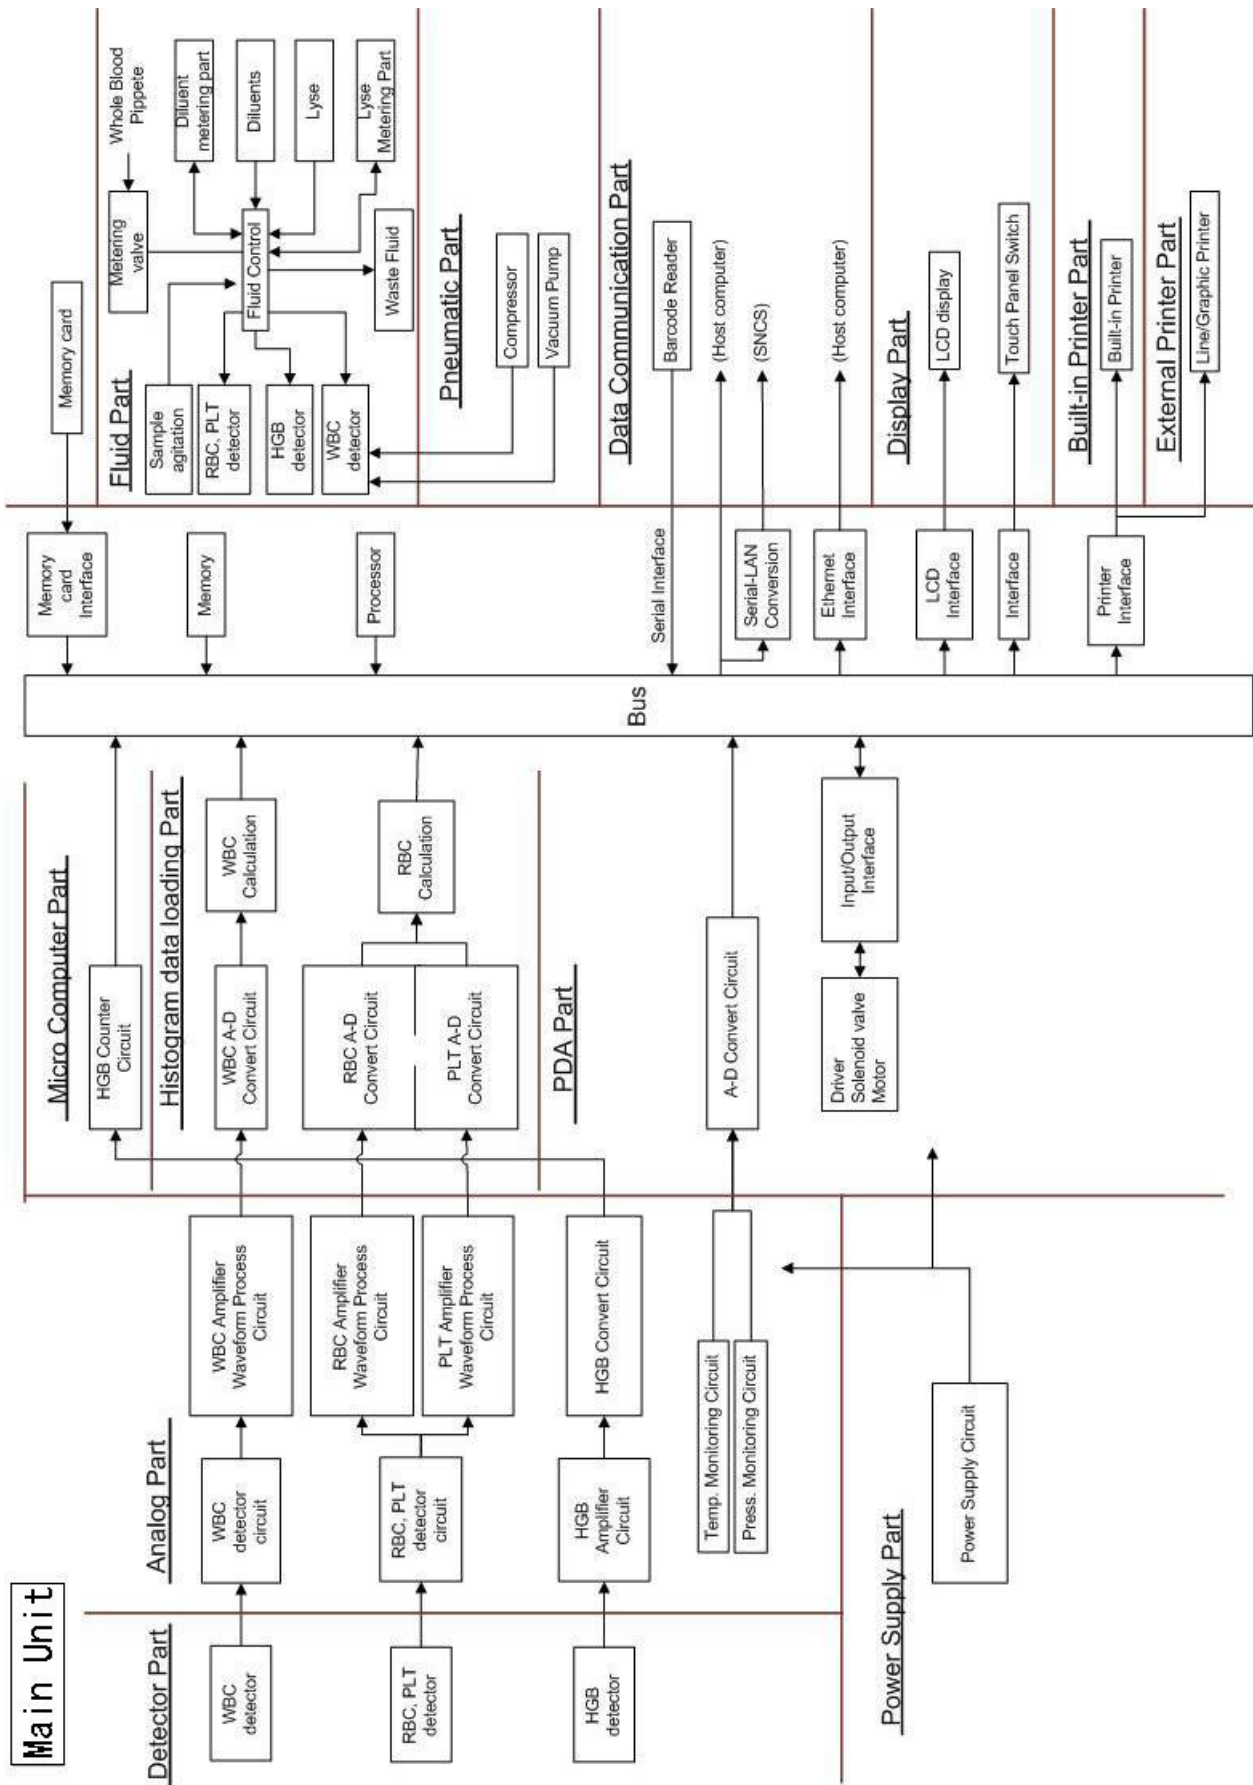 Main Unit
Detector Part
WBC
detector
RBC, PLT
detector
HGB
detector
Analog Part
WBC
detector
circuit
RBC, PLT
detector
circuit
HGB
Amplifier
Circuit
WBC Amplifier
Waveform Process
Circuit
RBC Amplifier
Waveform Process
Circuit
PLT Amplifier
Waveform Process
Circuit
HGB Convert Circuit
Temp. Monitoring Circuit
Press. Monitoring Circuit
Power Supply Part
Power Supply Circuit
Micro Computer Part
HGB Counter
Circuit
Histogram data loading Part
WBC A-D
Convert Circuit
WBC
Calculation
RBC A-D
Convert Circuit
PLT A-D
Convert Circuit
RBC
Calculation
PDA Part
A-D Convert Circuit
Driver
Solenoid valve
Motor
Input/Output
Interface
Bus
Memory
card
Interface
Memory card
Memory
Processor
Serial Interface
Serial-LAN
Conversion
Ethernet
Interface
LCD
Interface
Interface
Printer
Interface
Fluid Part
Sample
agitation
RBC, PLT
detector
HGB
detector
WBC
detector
Metering
valve
Fluid Control
Waste Fluid
Whole Blood
Pippete
Diluent
metering part
Diluents
Lyse
Lyse
Metering Part
Pneumatic Part
Compressor
Vacuum Pump
Data Communication Part
Barcode Reader
(Host computer)
(SNCS)
(Host computer)
Display Part
LCD display
Touch Panel Switch
Built-in Printer Part
Built-in Printer
External Printer Part
Line/Graphic Printer